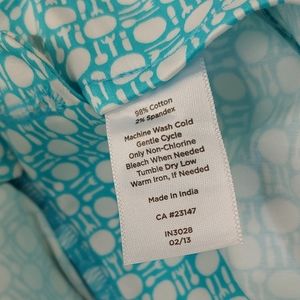 98% Cotton
2% Spandex
Machine Wash Cold
Gentle Cycle
Only Non-Chlorine
Bleach When Needed
Tumble Dry Low
Warm Iron, If Needed
Made in India
CA #23147
IN3028
02/13